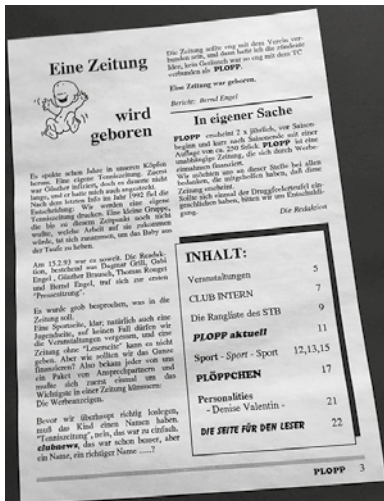 Eine Zeitung
wird
geboren
Es spukte schon Jahre in unseren Köpfen
herum. Eine eigene Tenniszeitung. Zuerst
war Günther infiziert, doch es dauerte nicht
lange, und er hatte mich auch angesteckt.
Nach dem letzten Info im Jahr 1992 fiel die
Entscheidung: Wir werden eine eigene
Tenniszeitung drucken. Eine kleine Gruppe,
die bis zu diesem Zeitpunkt noch nicht
wußte, welche Arbeit auf sie zukommen
würde, tat sich zusammen, um das Baby aus
der Taufe zu heben.
Am 15.2.93 war es soweit. Die Readak-
tion, bestehend aus Dagmar Grill, Gabi
Engel, Günther Brausch, Thomas Rouget
und Bernd Engel, traf sich zur ersten
"Pressesitzung".
Es wurde grob besprochen, was in die
Zeitung soll.
Eine Sportseite, klar; natürlich auch eine
Jugendseite, auf keinen Fall dürfen wir
die Veranstaltungen vergessen, und eine
Zeitung ohne "Leserseite" kann es nicht
geben. Aber wie sollten wir das Ganze
finanzieren? Also bekam jeder von uns
ein Paket von Ansprechpartnern und
mußte sich zuerst einmal um das
Wichtigste in einer Zeitung kümmern:
Die Werbeanzeigen.
Bevor wir überhaupt richtig loslegen,
muß das Kind einen Namen haben.
"Tenniszeitung", nein, das war zu einfach.
clubnews, das war schon besser, aber
ein Name, ein richtiger Name .....?
Die Zeitung sollte eng mit dem Verein ver-
bunden sein, und dann hatte ich die zündende
Idee, kein Geräusch war so eng mit dem TC
verbunden als PLOPP.
Eine Zeitung war geboren.
Bericht: Bernd Engel
In eigener Sache
PLOPP erscheint 2 x jährlich, vor Saison-
beginn und kurz nach Saisonende mit einer
Auflage von ca. 250 Stück. PLOPP ist eine
unabhängige Zeitung, die sich durch Werbe-
einnahmen finanziert.
Wir möchten uns an dieser Stelle bei allen
bedanken, die mitgeholfen haben, daß diese
Zeitung erscheint.
Sollte sich einmal der Druggfeelerteufel ein-
geschlichen haben, bitten wir um Entschuldi-
gung.
Die Redaktion
INHALT:
Veranstaltungen 5
CLUB INTERN 7
Die Rangliste des STB 9
PLOPP aktuell 11
Sport - Sport - Sport 12,13,15
PLÖPPCHEN 17
Personalities
- Denise Valentin - 21
DIE SEITE FÜR DEN LESER 22
PLOPP 3